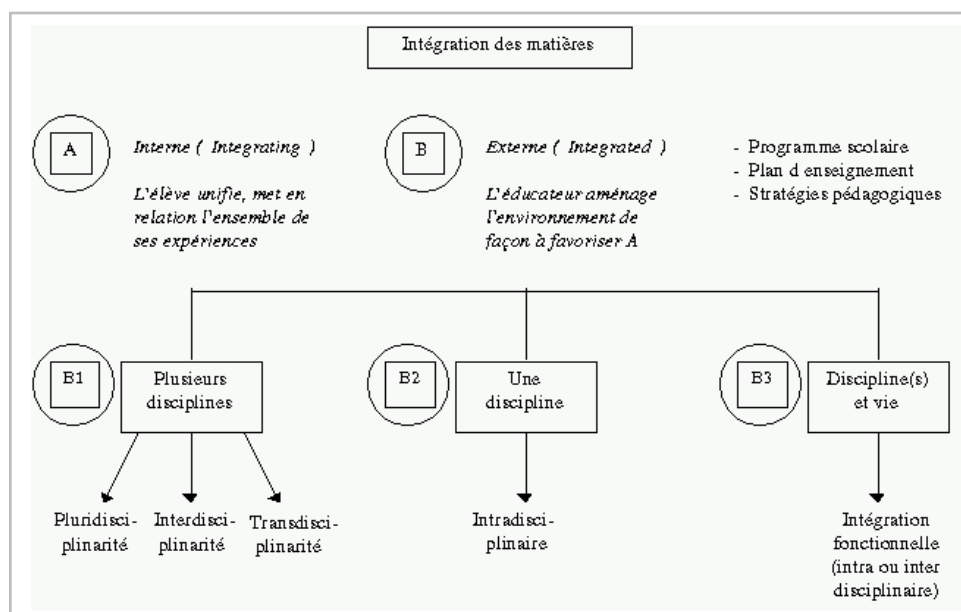 Intégration des matières
A
Interne ( Integrating )
L'élève unifie, met en
relation l'ensemble de
ses expériences
B
Externe ( Integrated )
L'éducateur aménage
l'environnement de
façon à favoriser A
- Programme scolaire
- Plan d enseignement
- Stratégies pédagogiques
B1
Plusieurs
disciplines
B2
Une
discipline
B3
Discipline(s)
et vie
Pluridisci-
plinarité
Interdisci-
plinarité
Transdisci-
plinarité
Intradisci-
plinaire
Intégration
fonctionnelle
(intra ou inter
disciplinaire)